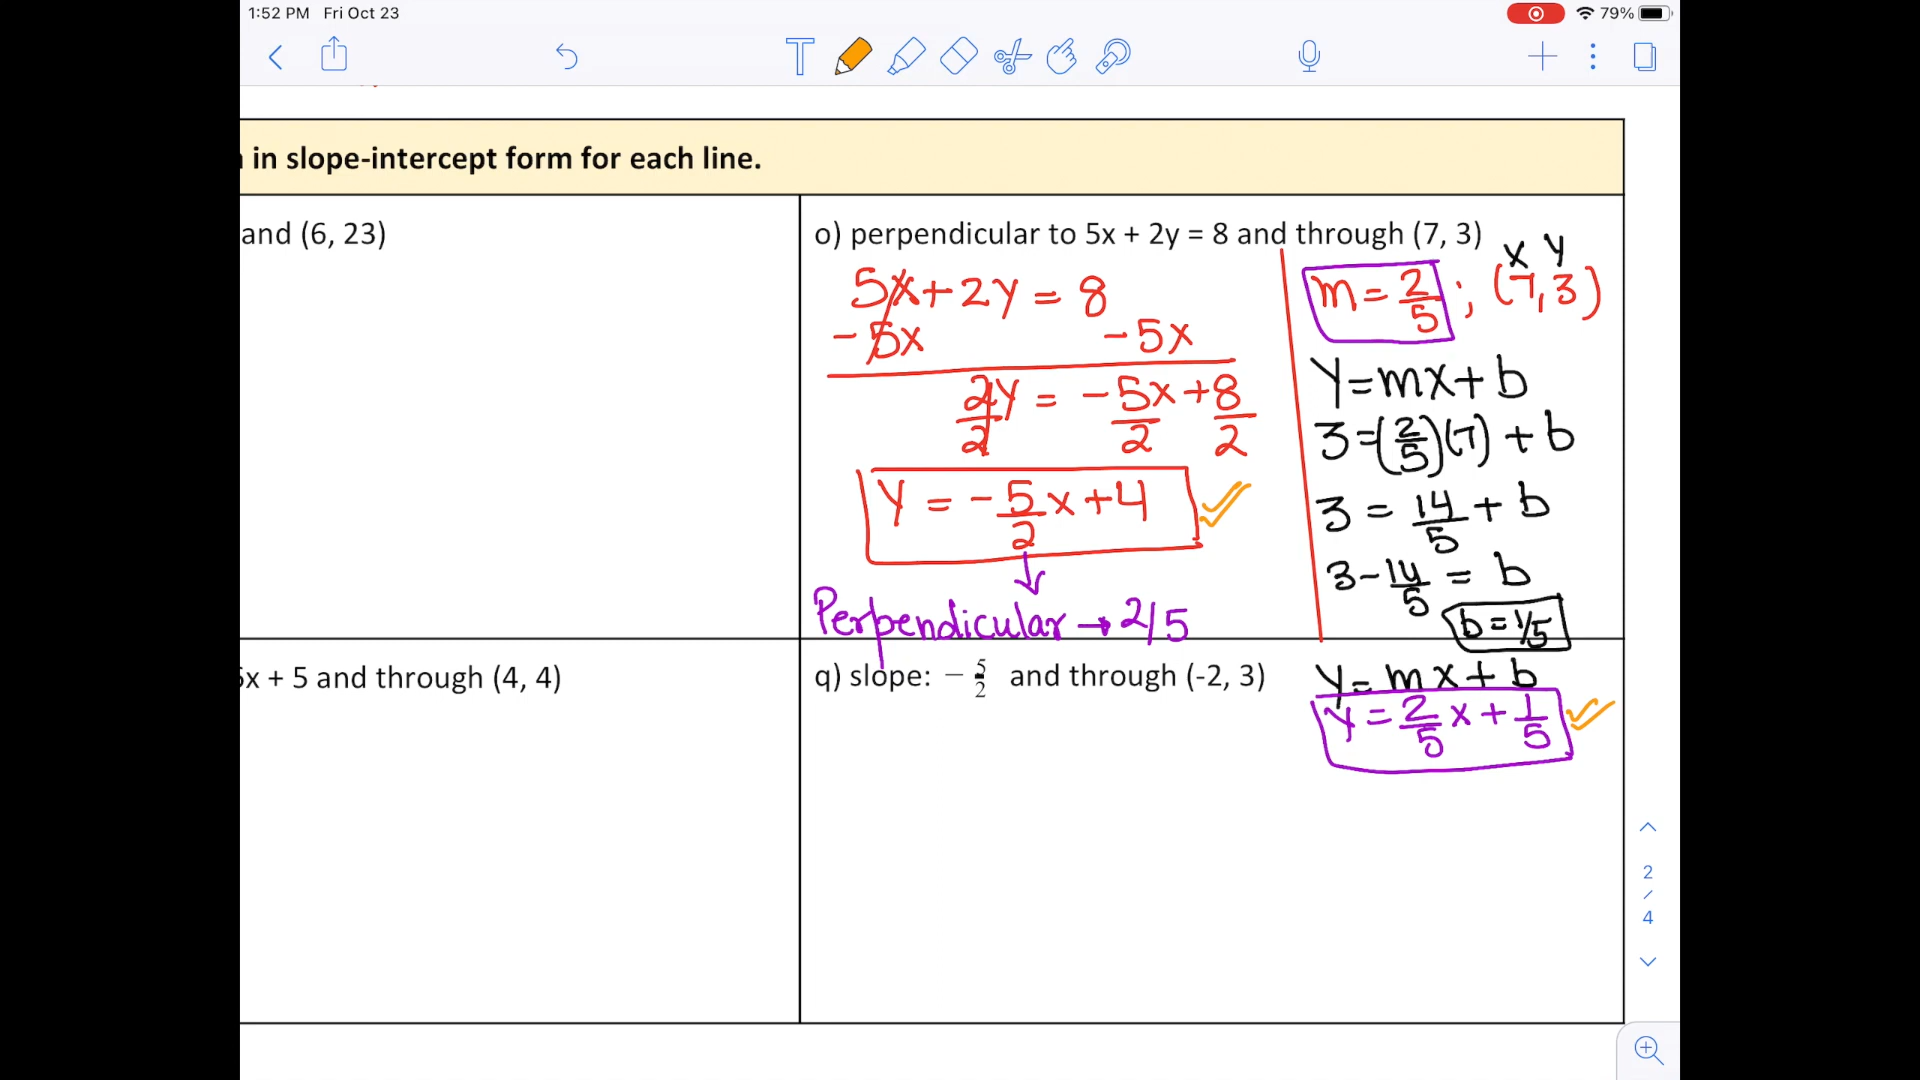 1:52 PM Fri Oct 23
79%
in slope-intercept form for each line.
and (6, 23)
o) perpendicular to 5x + 2y = 8 and through (7, 3)
5x+2y = 8
-5x -5x
2y/2 = -5x/2 + 8/2
y = -5/2 x+4
Perpendicular → 2/5
x y
m = 2/5 ; (7,3)
y=mx+b
3=(2/5)(7) + b
3 = 14/5 + b
3-14/5 = b
b = 1/5
y= mx+b
y = 2/5 x + 1/5
x + 5 and through (4, 4)
q) slope: − 5/2 and through (-2, 3)
2
/
4